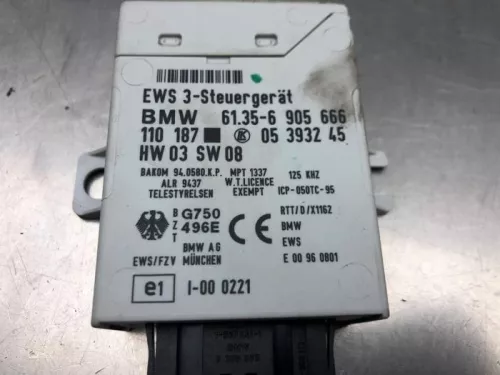 EWS 3-Steuergerät
BMW 61.35-6 905 666
110 187 K 05 3932 45
HW 03 SW 08
BAKOM 94.0580.K.P. MPT 1337 125 KHZ
ALR 9437 W.T.LICENCE
TELESTYRELSEN EXEMPT ICP-050TC-95
BZT G750 496E CE RTT/D/X1162
BMW AG BMW
EWS/FZV MÜNCHEN EWS
E 00 96 0801
e1 I-00 0221